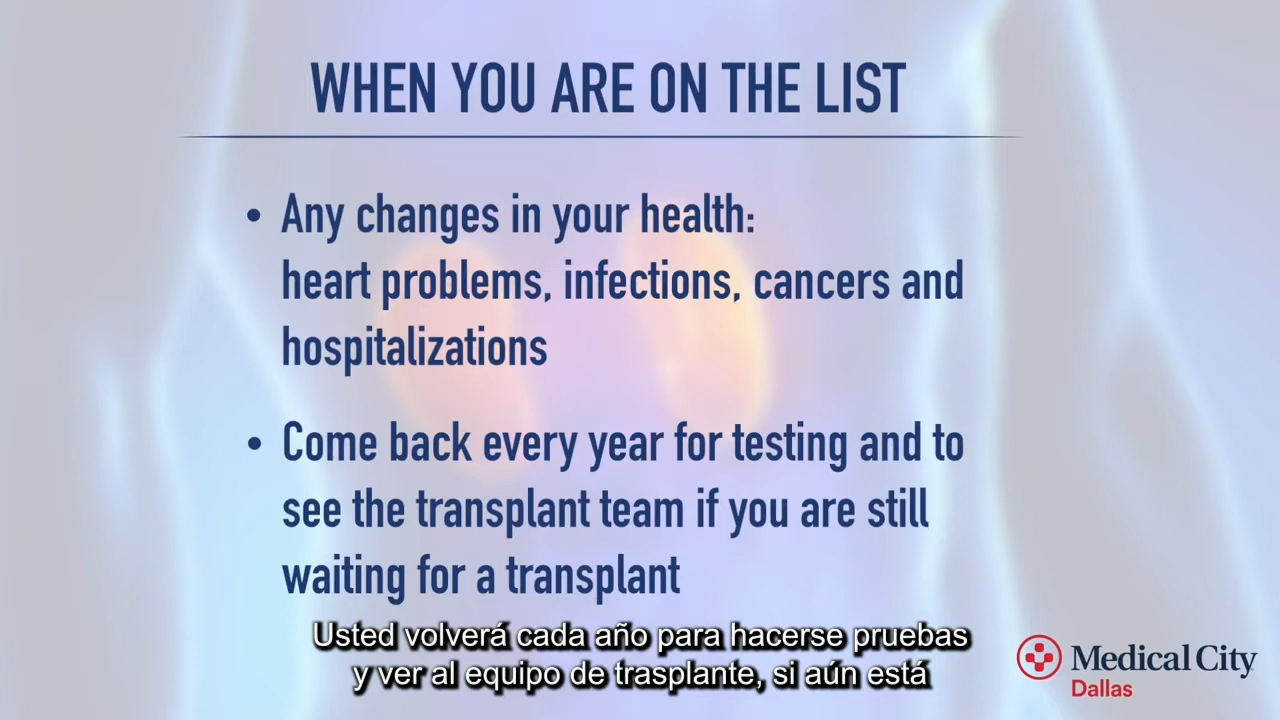 WHEN YOU ARE ON THE LIST
• Any changes in your health:
heart problems, infections, cancers and
hospitalizations
• Come back every year for testing and to
see the transplant team if you are still
waiting for a transplant
Usted volverá cada año para hacerse pruebas
y ver al equipo de trasplante, si aún está
Medical City
Dallas